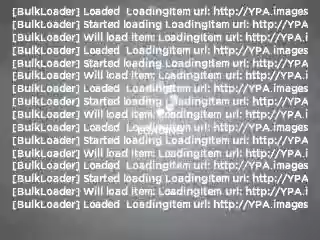 [BulkLoader] Loaded LoadingItem url: http://YPA.images
[BulkLoader] Started loading LoadingItem url: http://YPA
[BulkLoader] Will load item: LoadingItem url: http://YPA.i
[BulkLoader] Loaded LoadingItem url: http://YPA.images
[BulkLoader] Started loading LoadingItem url: http://YPA
[BulkLoader] Will load item: LoadingItem url: http://YPA.i
[BulkLoader] Loaded LoadingItem url: http://YPA.images
[BulkLoader] Started loading LoadingItem url: http://YPA
[BulkLoader] Will load item: LoadingItem url: http://YPA.i
[BulkLoader] Loaded LoadingItem url: http://YPA.images
[BulkLoader] Started loading LoadingItem url: http://YPA
[BulkLoader] Will load item: LoadingItem url: http://YPA.i
[BulkLoader] Loaded LoadingItem url: http://YPA.images
[BulkLoader] Started loading LoadingItem url: http://YPA
[BulkLoader] Will load item: LoadingItem url: http://YPA.i
[BulkLoader] Loaded LoadingItem url: http://YPA.images